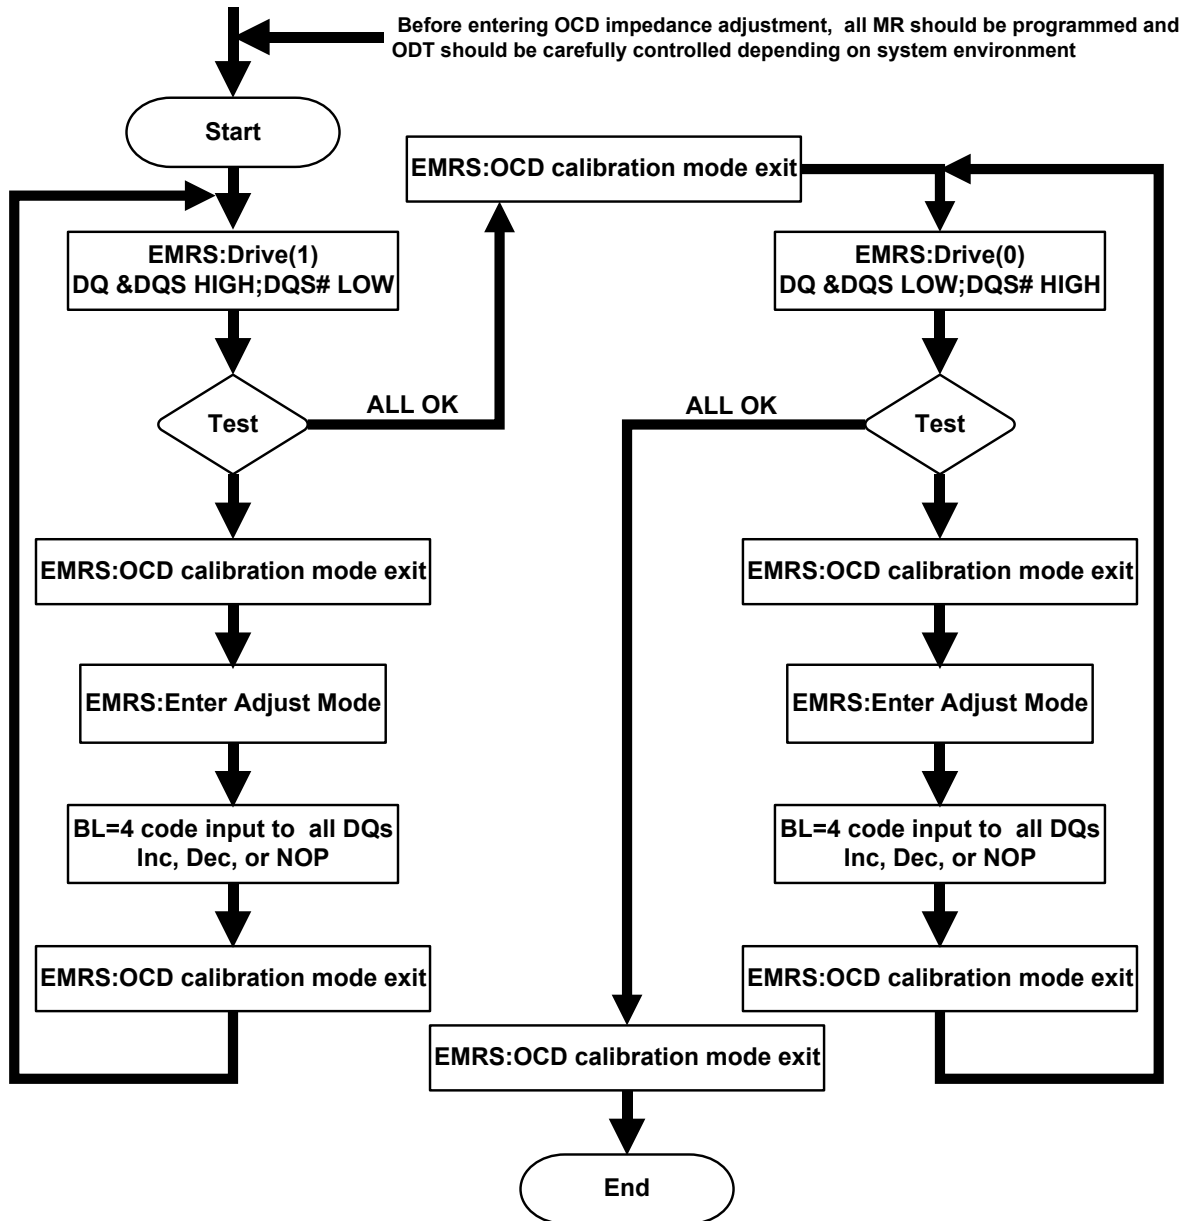 Before entering OCD impedance adjustment, all MR should be programmed and
ODT should be carefully controlled depending on system environment
Start
EMRS:OCD calibration mode exit
EMRS:Drive(1)
DQ &DQS HIGH;DQS# LOW
EMRS:Drive(0)
DQ &DQS LOW;DQS# HIGH
ALL OK
ALL OK
Test
Test
EMRS:OCD calibration mode exit
EMRS:OCD calibration mode exit
EMRS:Enter Adjust Mode
EMRS:Enter Adjust Mode
BL=4 code input to all DQs
Inc, Dec, or NOP
BL=4 code input to all DQs
Inc, Dec, or NOP
EMRS:OCD calibration mode exit
EMRS:OCD calibration mode exit
EMRS:OCD calibration mode exit
End